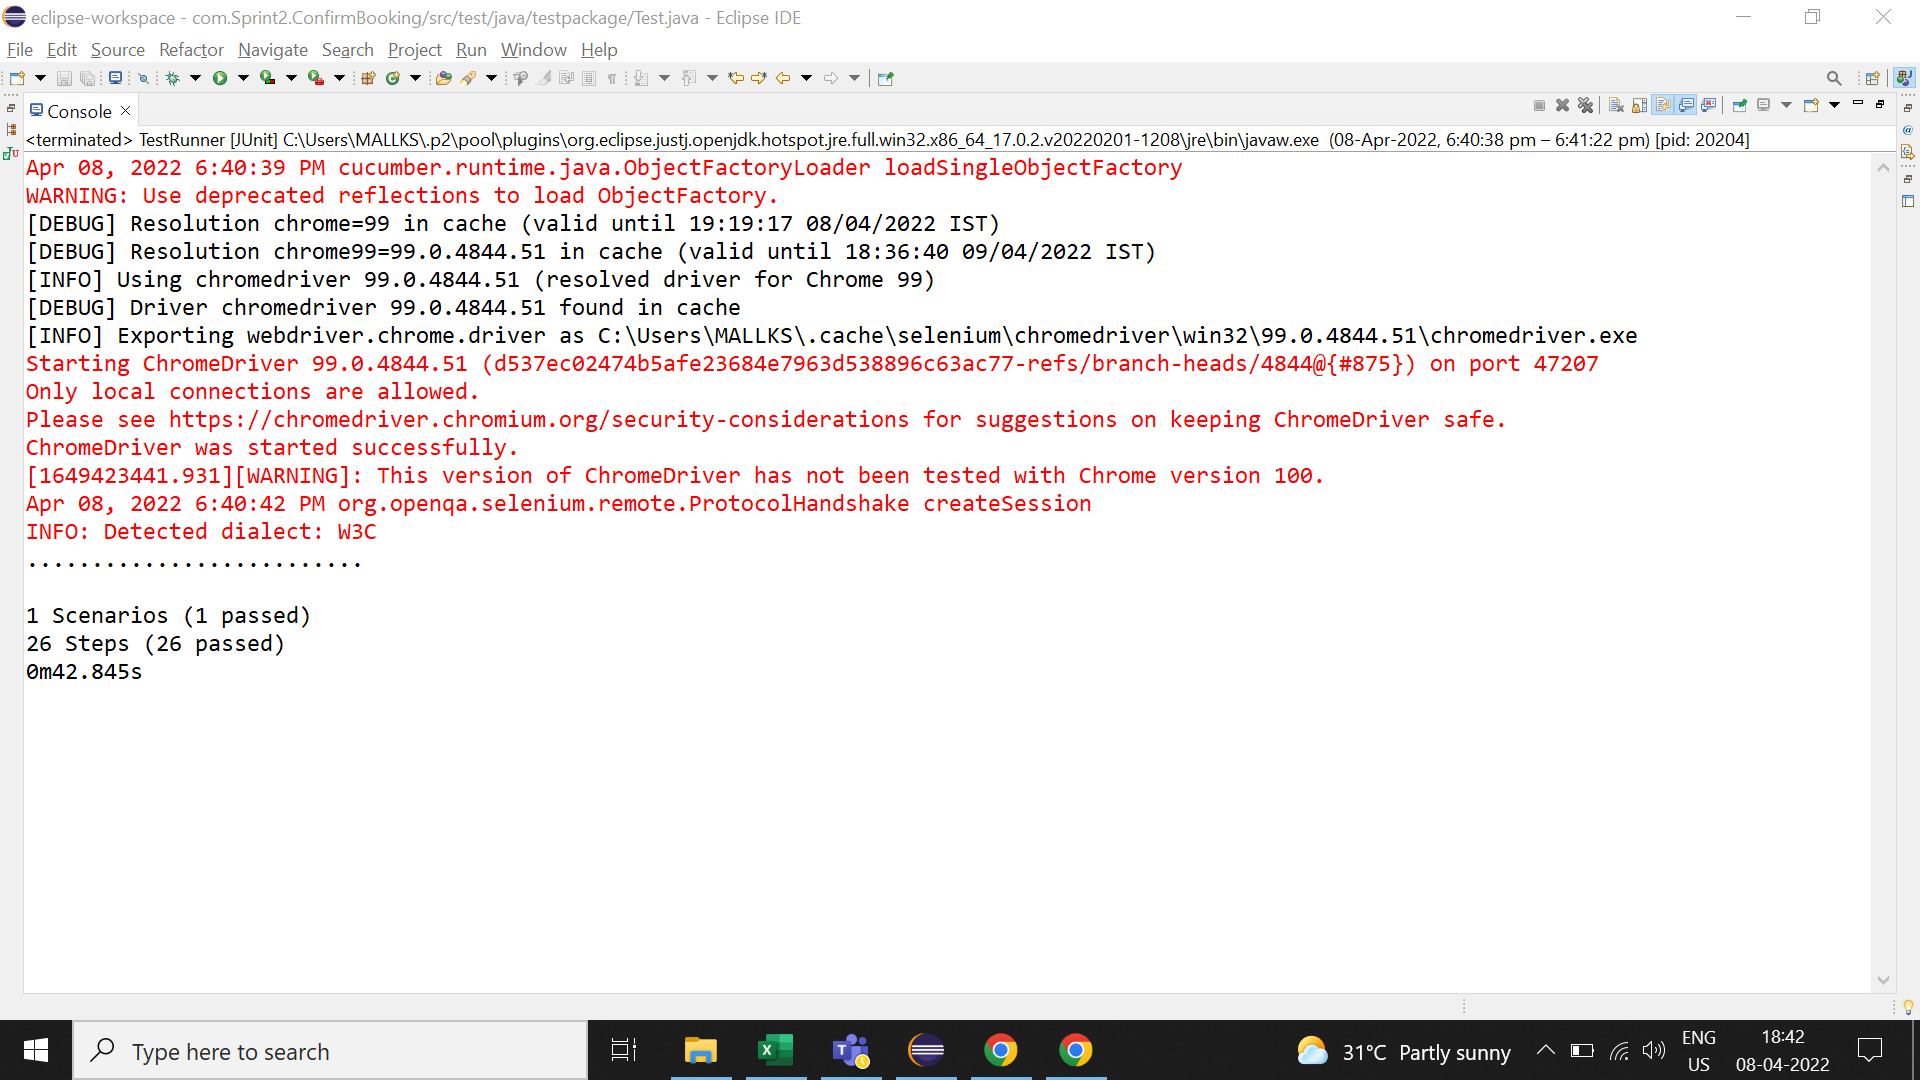 eclipse-workspace - com.Sprint2.ConfirmBooking/src/test/java/testpackage/Test.java - Eclipse IDE
File Edit Source Refactor Navigate Search Project Run Window Help
Console
<terminated> TestRunner [JUnit] C:\Users\MALLKS\.p2\pool\plugins\org.eclipse.justj.openjdk.hotspot.jre.full.win32.x86_64_17.0.2.v20220201-1208\jre\bin\javaw.exe (08-Apr-2022, 6:40:38 pm – 6:41:22 pm) [pid: 20204]
Apr 08, 2022 6:40:39 PM cucumber.runtime.java.ObjectFactoryLoader loadSingleObjectFactory
WARNING: Use deprecated reflections to load ObjectFactory.
[DEBUG] Resolution chrome=99 in cache (valid until 19:19:17 08/04/2022 IST)
[DEBUG] Resolution chrome99=99.0.4844.51 in cache (valid until 18:36:40 09/04/2022 IST)
[INFO] Using chromedriver 99.0.4844.51 (resolved driver for Chrome 99)
[DEBUG] Driver chromedriver 99.0.4844.51 found in cache
[INFO] Exporting webdriver.chrome.driver as C:\Users\MALLKS\.cache\selenium\chromedriver\win32\99.0.4844.51\chromedriver.exe
Starting ChromeDriver 99.0.4844.51 (d537ec02474b5afe23684e7963d538896c63ac77-refs/branch-heads/4844@{#875}) on port 47207
Only local connections are allowed.
Please see https://chromedriver.chromium.org/security-considerations for suggestions on keeping ChromeDriver safe.
ChromeDriver was started successfully.
[1649423441.931][WARNING]: This version of ChromeDriver has not been tested with Chrome version 100.
Apr 08, 2022 6:40:42 PM org.openqa.selenium.remote.ProtocolHandshake createSession
INFO: Detected dialect: W3C
..........................
1 Scenarios (1 passed)
26 Steps (26 passed)
0m42.845s
Type here to search
31°C Partly sunny
ENG
US
18:42
08-04-2022